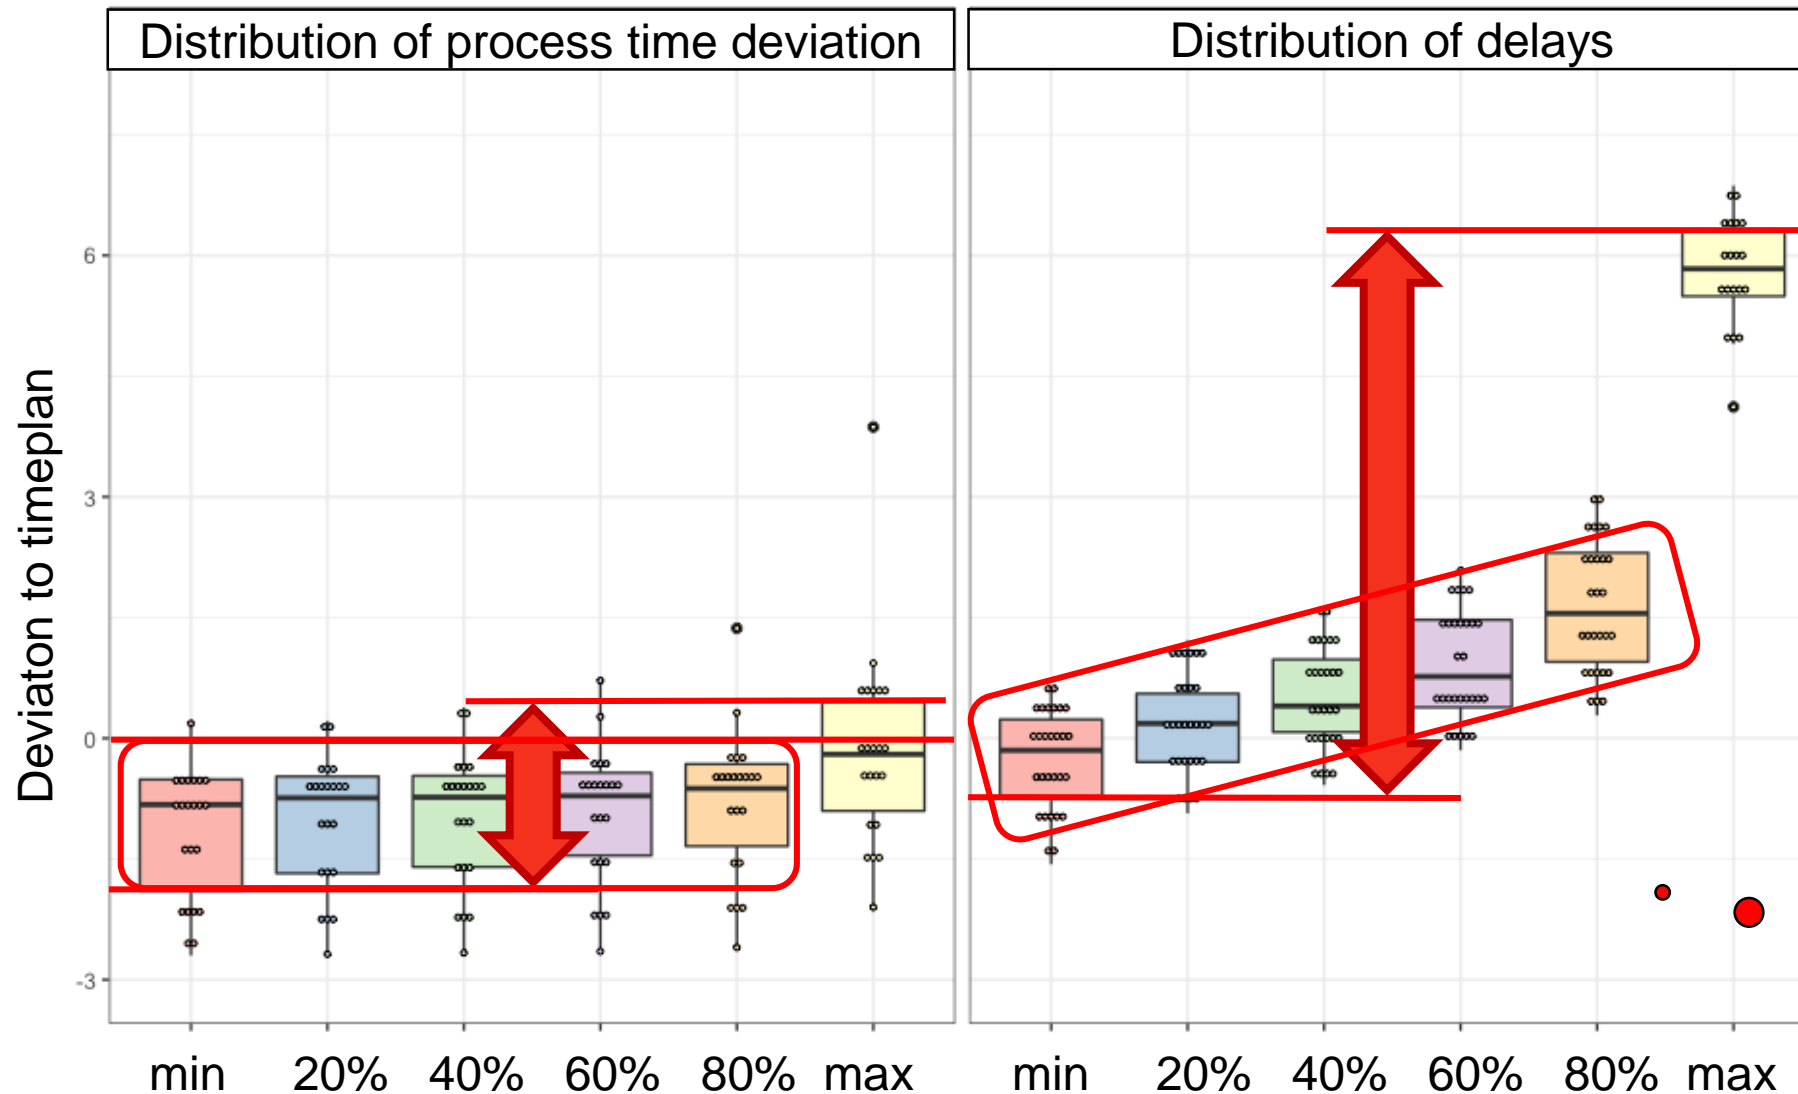 Distribution of process time deviation
Distribution of delays
Deviaton to timeplan
6
3
0
-3
min 20% 40% 60% 80% max
min 20% 40% 60% 80% max